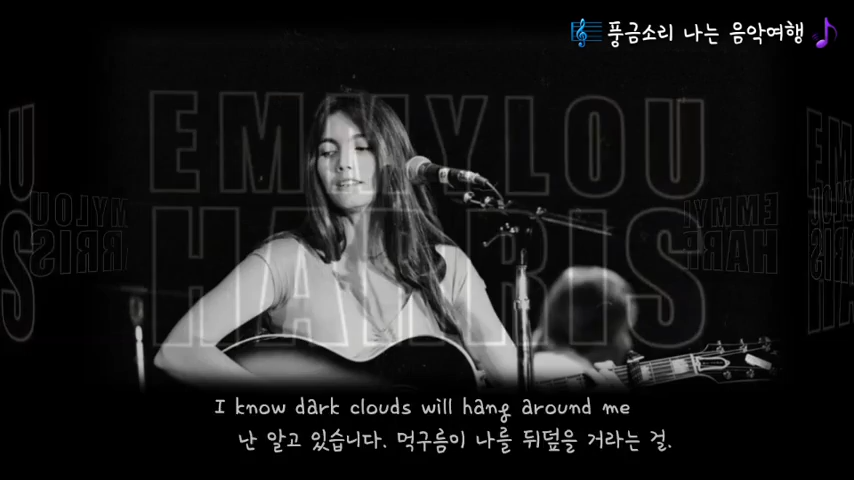 풍금소리 나는 음악여행
EMMYLOU
HARRIS
I know dark clouds will hang around me
난 알고 있습니다. 먹구름이 나를 뒤덮을 거라는 걸.